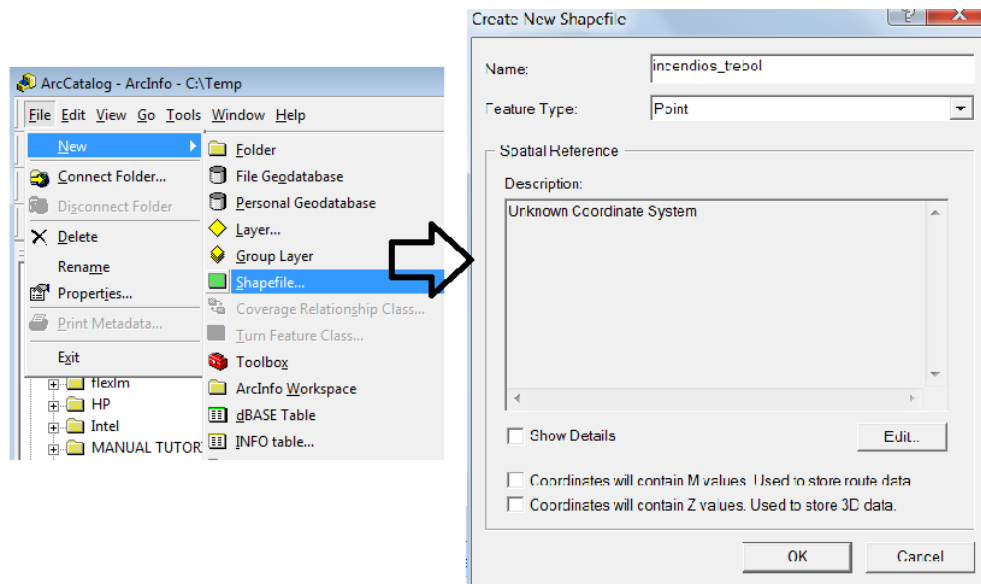 ArcCatalog - ArcInfo - C:\Temp
File Edit View Go Tools Window Help
New
Connect Folder...
Disconnect Folder
Delete
Rename
Properties...
Print Metadata...
Exit
flexlm
HP
Intel
MANUAL TUTOR
Folder
File Geodatabase
Personal Geodatabase
Layer...
Group Layer
Shapefile...
Coverage Relationship Class...
Turn Feature Class...
Toolbox
ArcInfo Workspace
dBASE Table
INFO table...
Create New Shapefile
Name: incendios_trebol
Feature Type: Point
Spatial Reference
Description:
Unknown Coordinate System
Show Details
Edit...
Coordinates will contain M values. Used to store route data
Coordinates will contain Z values. Used to store 3D data.
OK Cancel